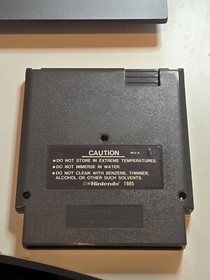 CAUTION
• DO NOT STORE IN EXTREME TEMPERATURES.
• DO NOT IMMERSE IN WATER.
• DO NOT CLEAN WITH BENZENE, THINNER,
ALCOHOL OR OTHER SUCH SOLVENTS.
©®Nintendo 1985